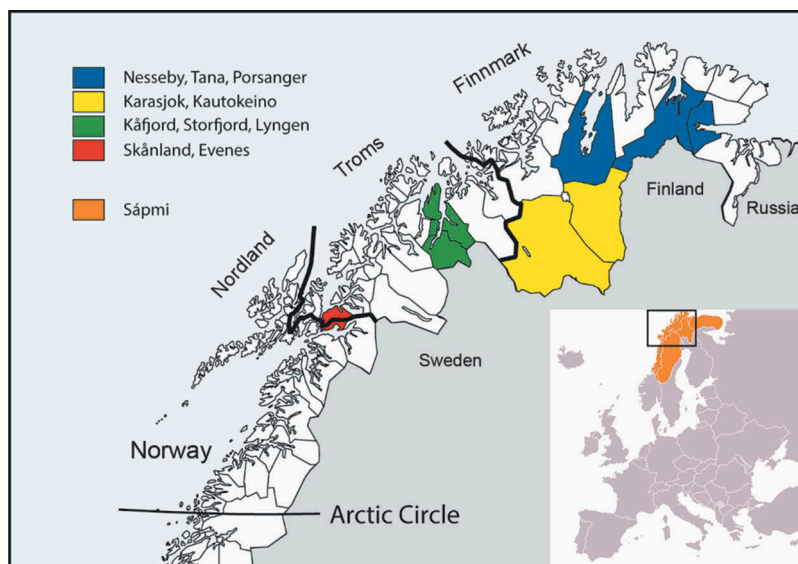 Nesseby, Tana, Porsanger
Karasjok, Kautokeino
Kåfjord, Storfjord, Lyngen
Skånland, Evenes
Sápmi
Finnmark
Troms
Nordland
Finland
Russia
Sweden
Norway
Arctic Circle